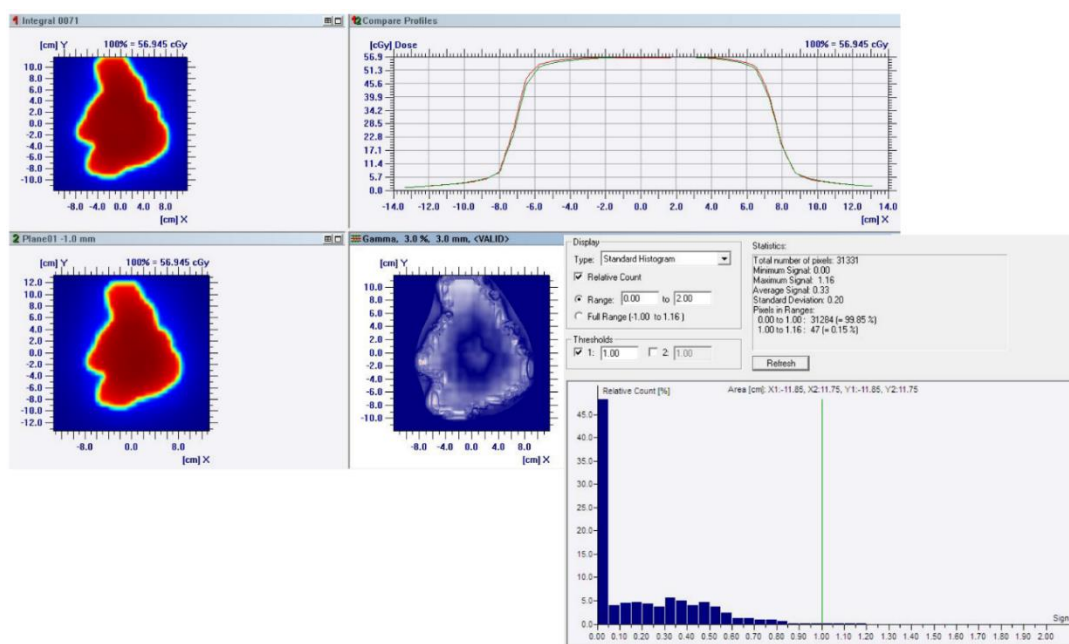 1 Integral 0071
[cm] Y 100% = 56.945 cGy
12.0
10.0
8.0
6.0
4.0
2.0
0.0
-2.0
-4.0
-6.0
-8.0
-10.0
-8.0 -4.0 0.0 4.0 8.0
[cm] X
12 Compare Profiles
[cGy] Dose 100% = 56.945 cGy
56.9
51.3
45.6
39.9
34.2
28.5
22.8
17.1
11.4
5.7
0.0
-14.0 -12.0 -10.0 -8.0 -6.0 -4.0 -2.0 0.0 2.0 4.0 6.0 8.0 10.0 12.0 14.0
[cm] X
2 Plane01 -1.0 mm
[cm] Y 100% = 56.945 cGy
12.0
10.0
8.0
6.0
4.0
2.0
0.0
-2.0
-4.0
-6.0
-8.0
-10.0
-12.0
-8.0 -4.0 0.0 4.0 8.0
[cm] X
Gamma, 3.0 %, 3.0 mm, <VALID>
[cm] Y
10.0
8.0
6.0
4.0
2.0
0.0
-2.0
-4.0
-6.0
-8.0
-10.0
-8.0 -4.0 0.0 4.0 8.0
[cm] X
Display
Type: Standard Histogram
Relative Count
Range: 0.00 to 2.00
Full Range (-1.00 to 1.16 )
Thresholds
1: 1.00 2: 1.00
Statistics:
Total number of pixels: 31331
Minimum Signal: 0.00
Maximum Signal: 1.16
Average Signal: 0.33
Standard Deviation: 0.20
Pixels in Ranges:
0.00 to 1.00 : 31284 (= 99.85 %)
1.00 to 1.16 : 47 (= 0.15 %)
Refresh
Relative Count [%] Area [cm]: X1:-11.85, X2:11.75, Y1:-11.85, Y2:11.75
45.0
40.0
35.0
30.0
25.0
20.0
15.0
10.0
5.0
0.00 0.10 0.20 0.30 0.40 0.50 0.60 0.70 0.80 0.90 1.00 1.10 1.20 1.30 1.40 1.50 1.60 1.70 1.80 1.90 2.00
Sign